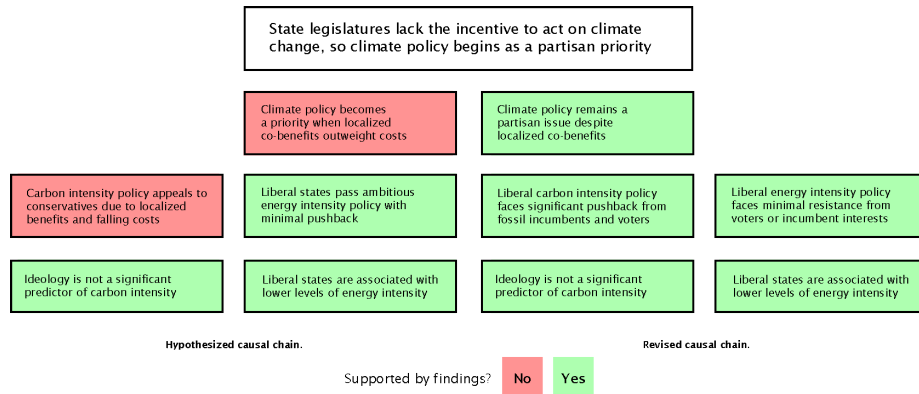 State legislatures lack the incentive to act on climate
change, so climate policy begins as a partisan priority
Climate policy becomes
a priority when localized
co-benefits outweight costs
Climate policy remains a
partisan issue despite
localized co-benefits
Carbon intensity policy appeals to
conservatives due to localized
benefits and falling costs
Liberal states pass ambitious
energy intensity policy with
minimal pushback
Liberal carbon intensity policy
faces significant pushback from
fossil incumbents and voters
Liberal energy intensity policy
faces minimal resistance from
voters or incumbent interests
Ideology is not a significant
predictor of carbon intensity
Liberal states are associated with
lower levels of energy intensity
Ideology is not a significant
predictor of carbon intensity
Liberal states are associated with
lower levels of energy intensity
Hypothesized causal chain.
Revised causal chain.
Supported by findings? No Yes